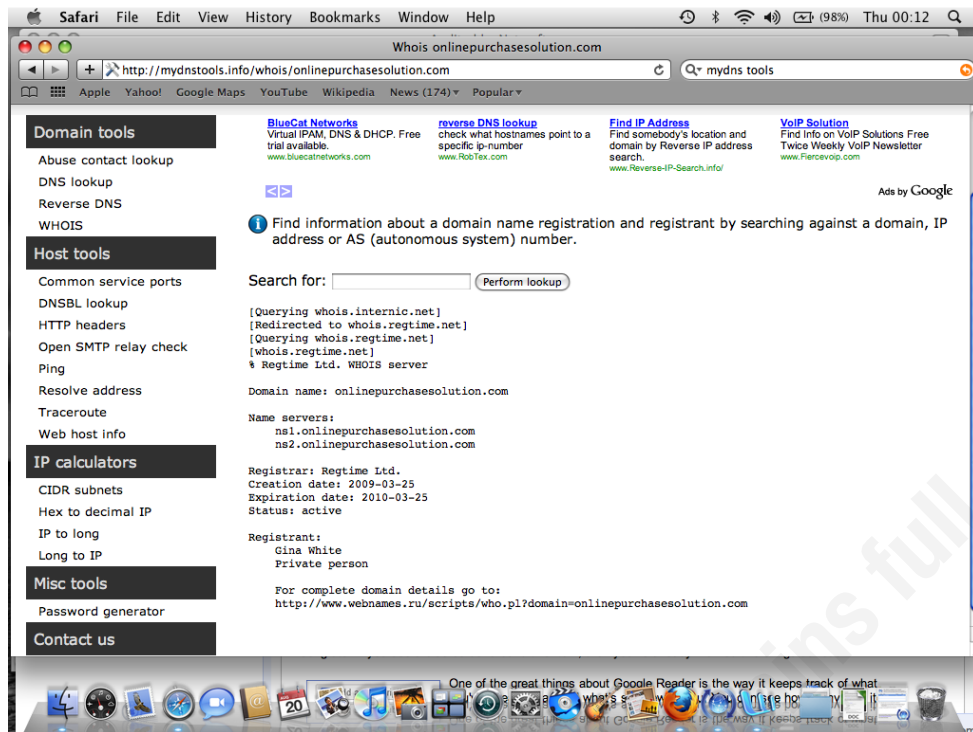 Safari File Edit View History Bookmarks Window Help (98%) Thu 00:12
Whois onlinepurchasesolution.com
http://mydnstools.info/whois/onlinepurchasesolution.com mydns tools
Apple Yahoo! Google Maps YouTube Wikipedia News (174) Popular
Domain tools
Abuse contact lookup
DNS lookup
Reverse DNS
WHOIS
Host tools
Common service ports
DNSBL lookup
HTTP headers
Open SMTP relay check
Ping
Resolve address
Traceroute
Web host info
IP calculators
CIDR subnets
Hex to decimal IP
IP to long
Long to IP
Misc tools
Password generator
Contact us
BlueCat Networks
Virtual IPAM, DNS & DHCP. Free
trial available.
www.bluecatnetworks.com
reverse DNS lookup
check what hostnames point to a
specific ip-number
www.RobTex.com
Find IP Address
Find somebody's location and
domain by Reverse IP address
search.
www.Reverse-IP-Search.info/
VoIP Solution
Find Info on VoIP Solutions Free
Twice Weekly VoIP Newsletter
www.Fiercevoip.com
Ads by Google
Find information about a domain name registration and registrant by searching against a domain, IP
address or AS (autonomous system) number.
Search for: Perform lookup
[Querying whois.internic.net]
[Redirected to whois.regtime.net]
[Querying whois.regtime.net]
[whois.regtime.net]
% Regtime Ltd. WHOIS server
Domain name: onlinepurchasesolution.com
Name servers:
ns1.onlinepurchasesolution.com
ns2.onlinepurchasesolution.com
Registrar: Regtime Ltd.
Creation date: 2009-03-25
Expiration date: 2010-03-25
Status: active
Registrant:
Gina White
Private person
For complete domain details go to:
http://www.webnames.ru/scripts/who.pl?domain=onlinepurchasesolution.com
ins full
One of the great things about Google Reader is the way it keeps track of what
20
DOC